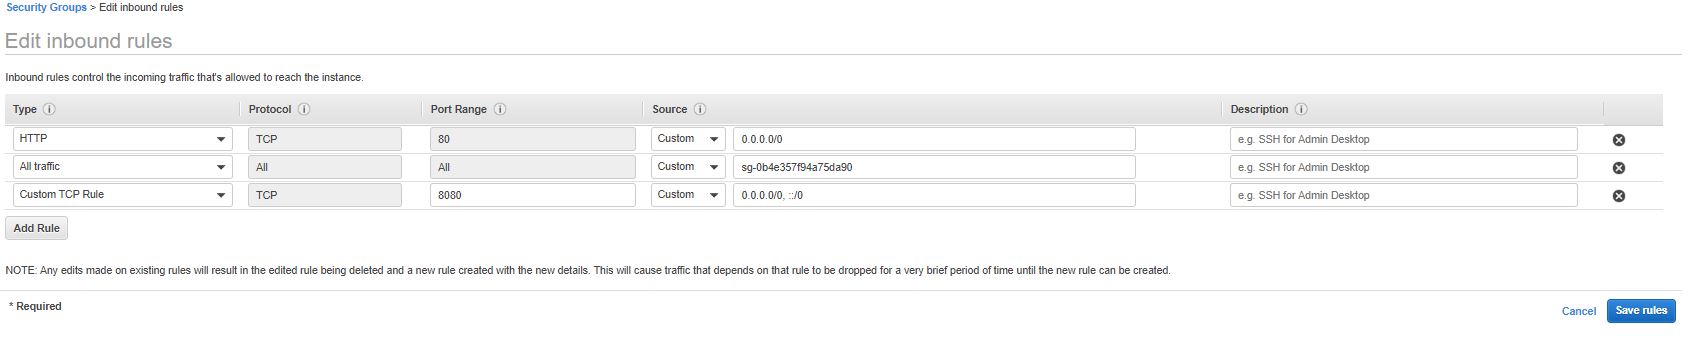 Security Groups > Edit inbound rules
Edit inbound rules
Inbound rules control the incoming traffic that's allowed to reach the instance.
Type i Protocol i Port Range i Source i Description i
HTTP TCP 80 Custom 0.0.0.0/0 e.g. SSH for Admin Desktop
All traffic All All Custom sg-0b4e357f94a75da90 e.g. SSH for Admin Desktop
Custom TCP Rule TCP 8080 Custom 0.0.0.0/0, ::/0 e.g. SSH for Admin Desktop
Add Rule
NOTE: Any edits made on existing rules will result in the edited rule being deleted and a new rule created with the new details. This will cause traffic that depends on that rule to be dropped for a very brief period of time until the new rule can be created.
* Required
Cancel Save rules